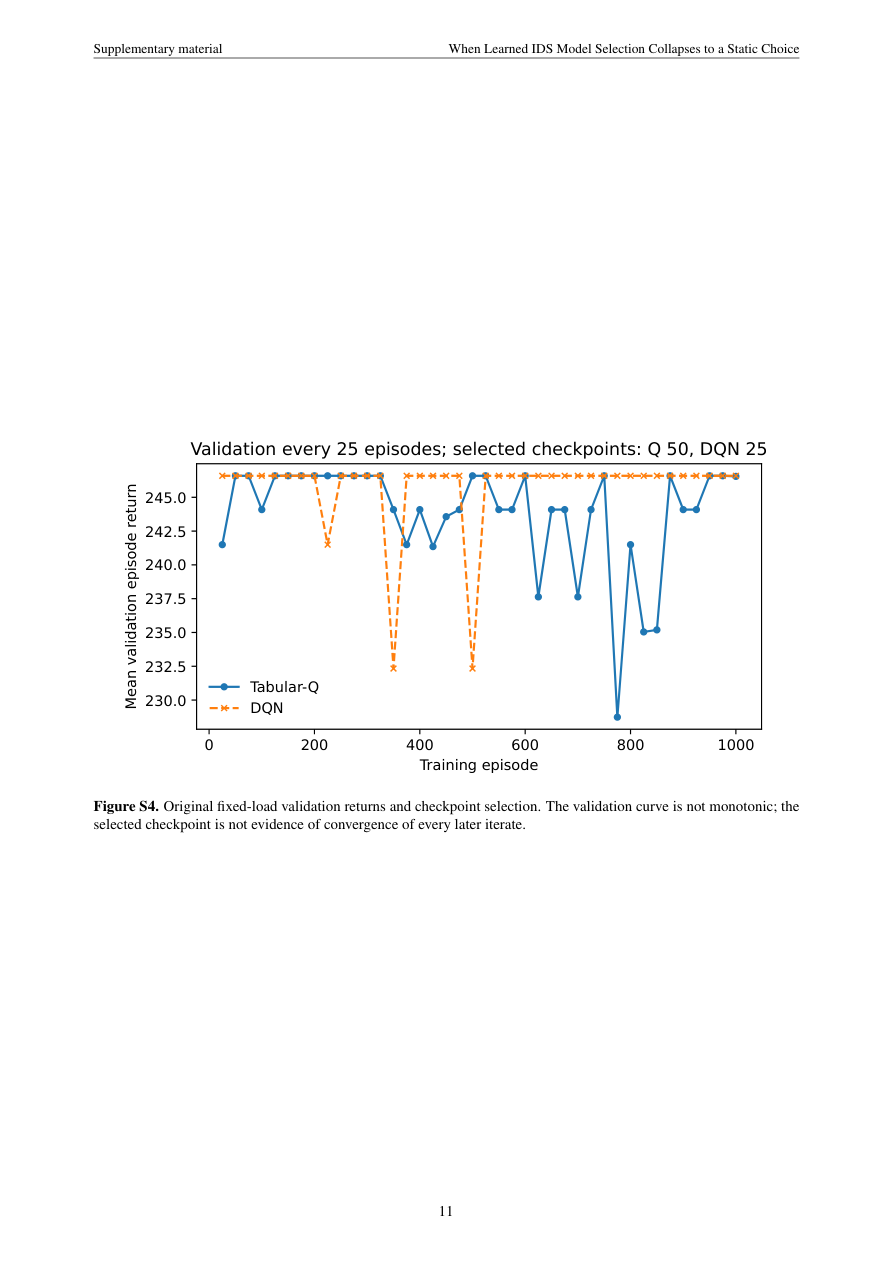 Supplementary material When Learned IDS Model Selection Collapses to a Static Choice
Validation every 25 episodes; selected checkpoints: Q 50, DQN 25
Mean validation episode return
245.0
242.5
240.0
237.5
235.0
232.5
230.0
Tabular-Q
DQN
0 200 400 600 800 1000
Training episode
Figure S4. Original fixed-load validation returns and checkpoint selection. The validation curve is not monotonic; the
selected checkpoint is not evidence of convergence of every later iterate.
11